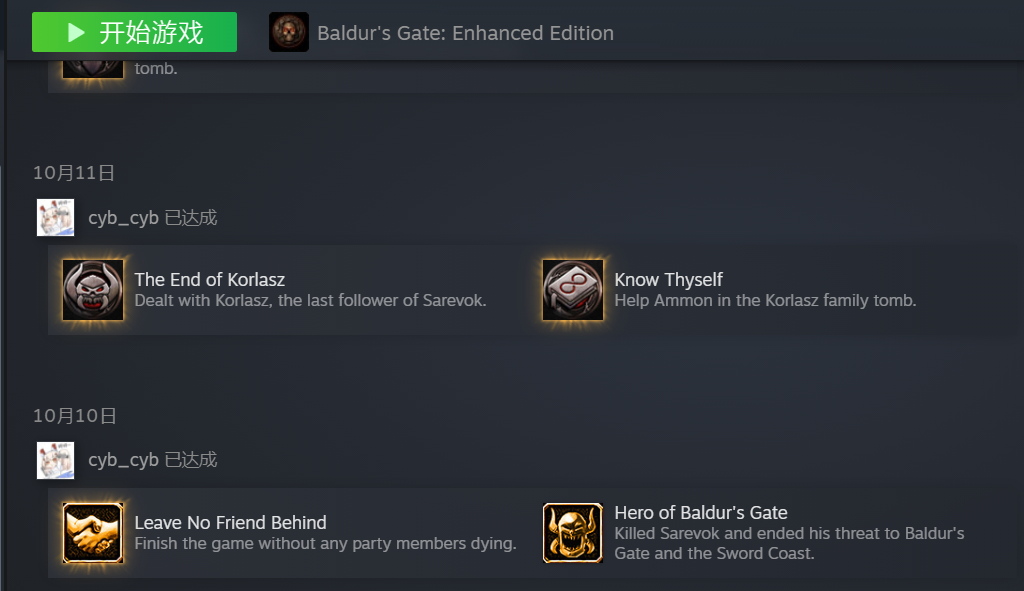 开始游戏
Baldur's Gate: Enhanced Edition
tomb.
10月11日
cyb_cyb 已达成
The End of Korlasz
Dealt with Korlasz, the last follower of Sarevok.
Know Thyself
Help Ammon in the Korlasz family tomb.
10月10日
cyb_cyb 已达成
Leave No Friend Behind
Finish the game without any party members dying.
Hero of Baldur's Gate
Killed Sarevok and ended his threat to Baldur's
Gate and the Sword Coast.